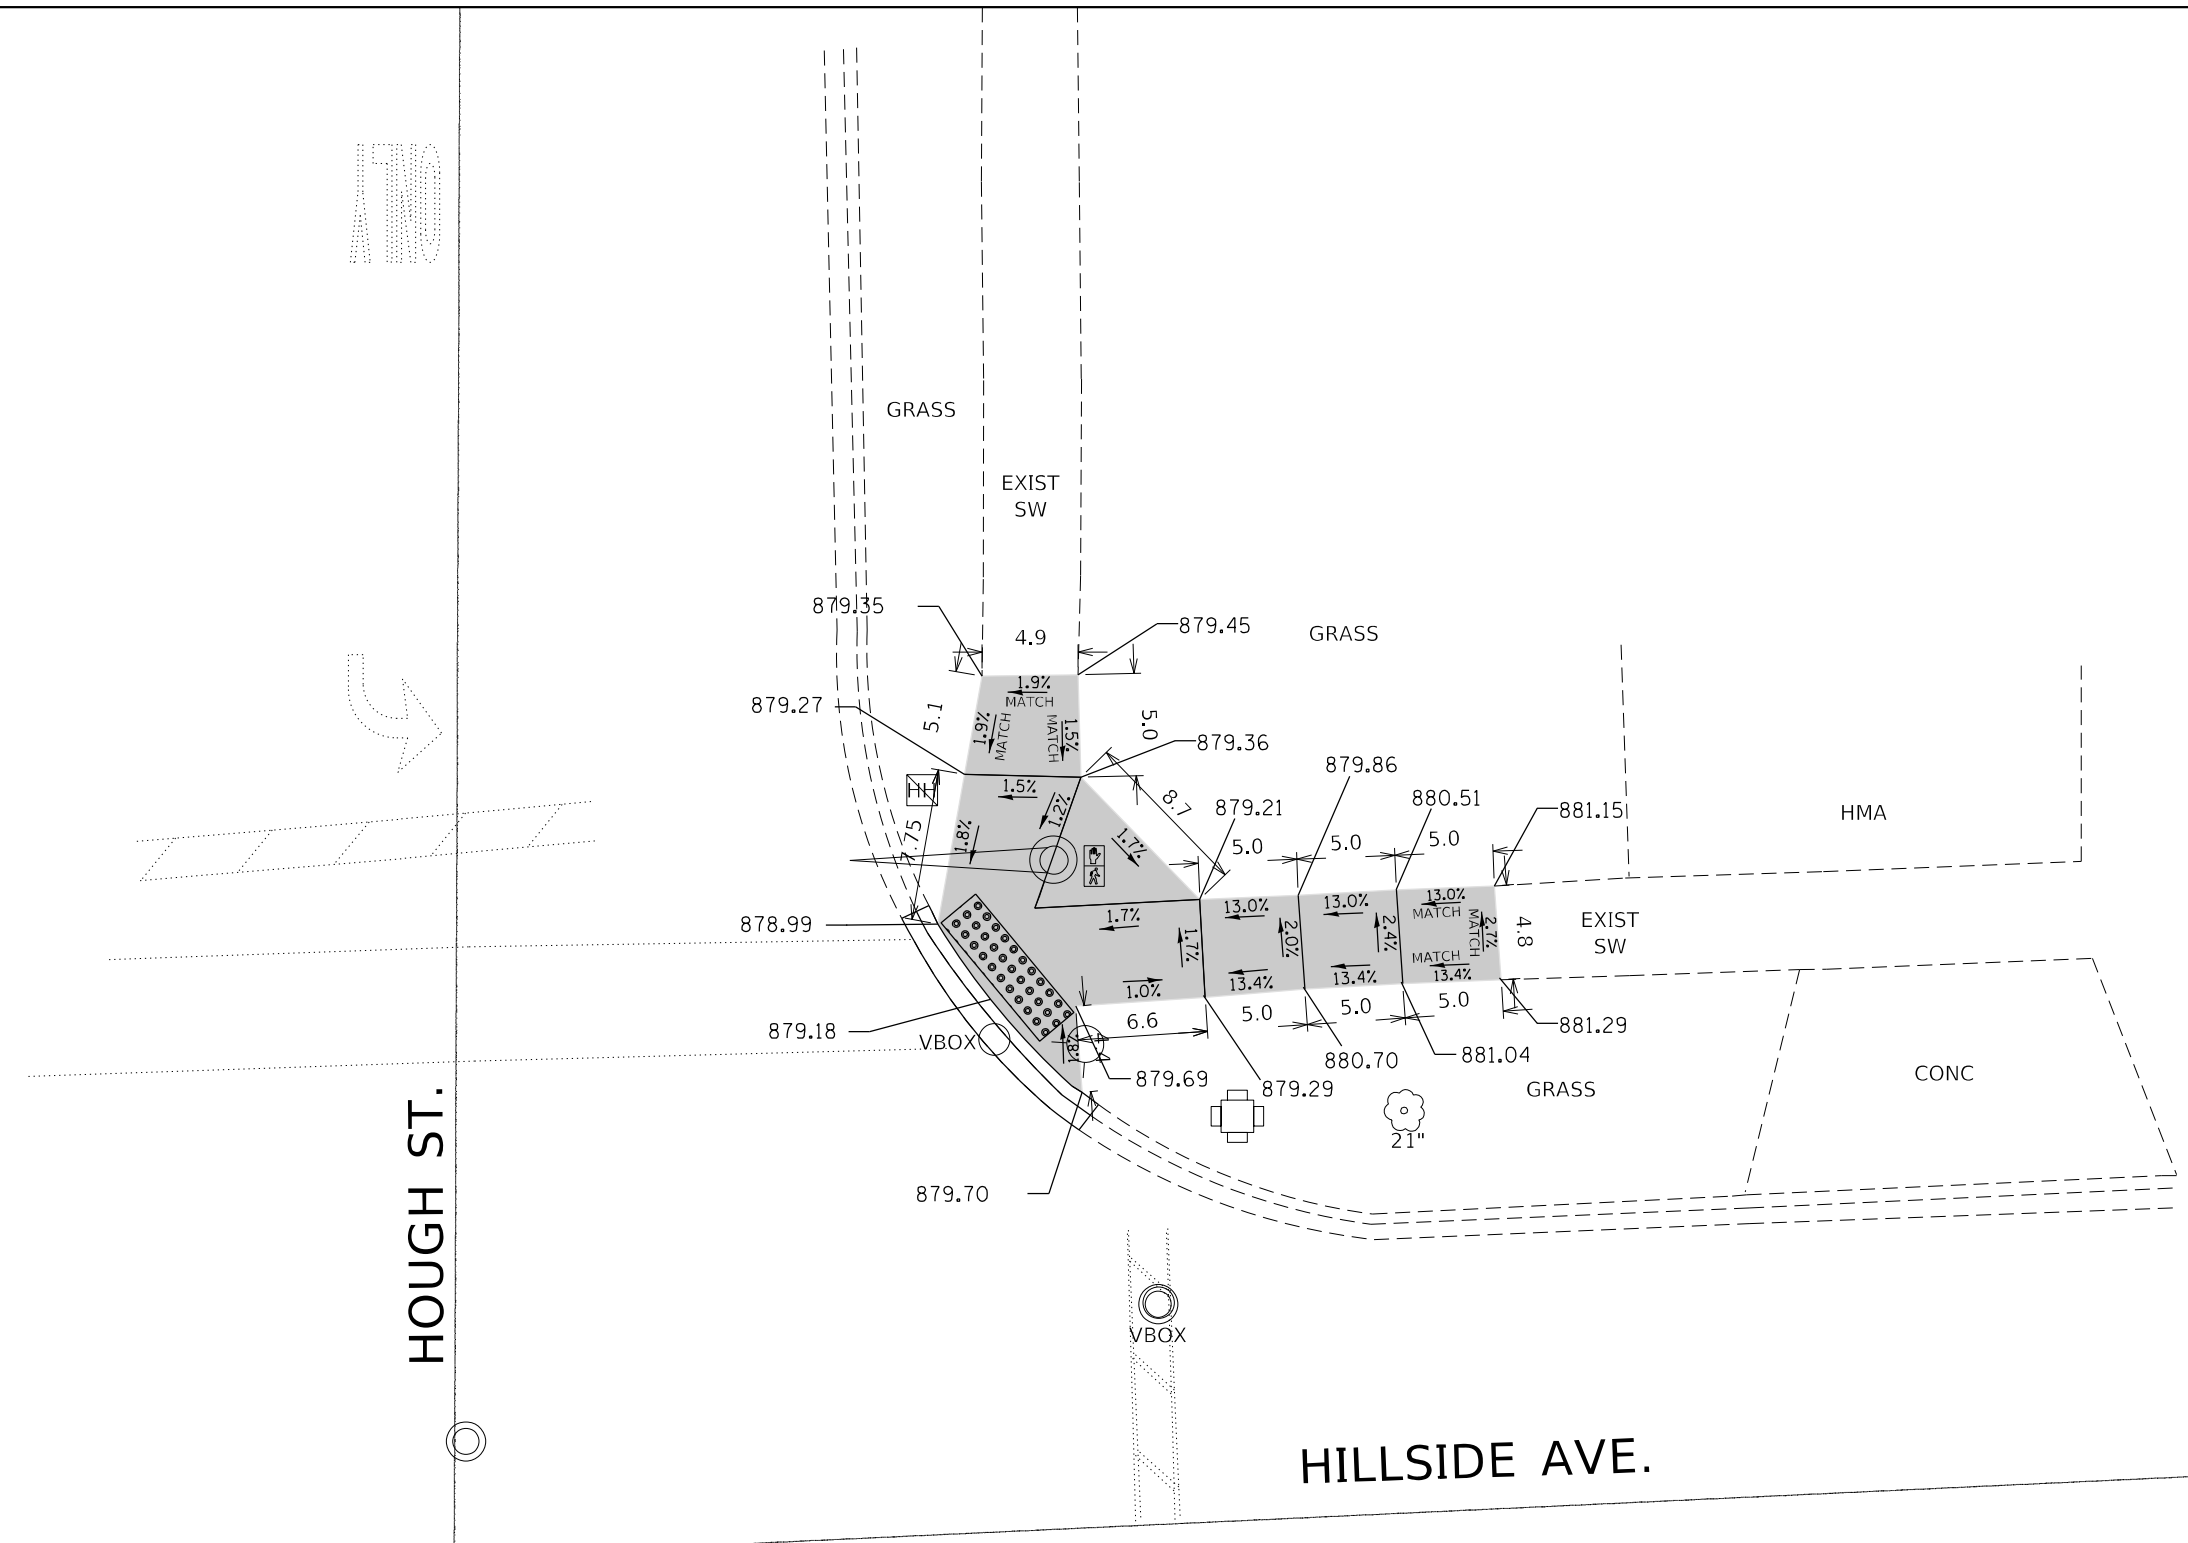 ONLY
GRASS
EXIST
SW
879.35
4.9
879.45
GRASS
1.9%
MATCH
879.27
5.1
1.9%
MATCH
MATCH
1.5%
5.0
879.36
HH
1.5%
1.2%
8.7
879.86
879.21
880.51
881.15
HMA
7.75
1.8%
1.7%
5.0
5.0
5.0
13.0%
13.0%
13.0%
MATCH
878.99
1.7%
1.7%
2.0%
2.4%
MATCH
2.7%
4.8
EXIST
SW
MATCH
1.0%
13.4%
13.4%
13.4%
879.18
VBOX
1.8%
6.6
5.0
5.0
5.0
881.29
879.69
879.29
880.70
881.04
GRASS
CONC
21"
879.70
HOUGH ST.
VBOX
HILLSIDE AVE.